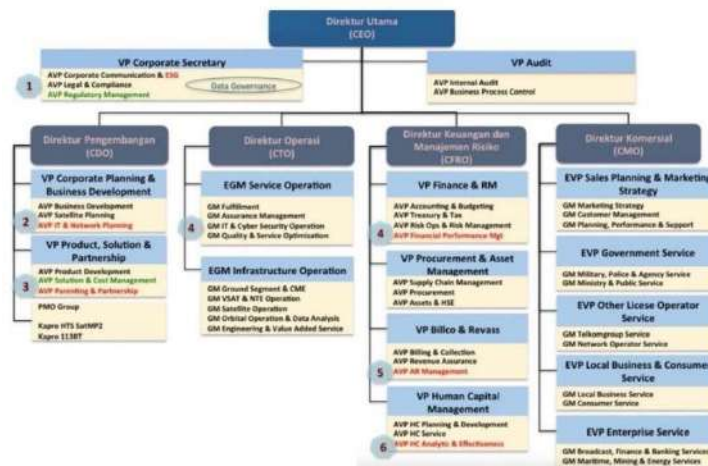 Direktur Utama
(CEO)
VP Corporate Secretary
AVP Corporate Communication & ESG
AVP Legal & Compliance
AVP Regulatory Management
Data Governance
1
VP Audit
AVP Internal Audit
AVP Business Process Control
Direktur Pengembangan
(CDO)
VP Corporate Planning &
Business Development
AVP Business Development
AVP Satellite Planning
AVP IT & Network Planning
2
VP Product, Solution &
Partnership
AVP Product Development
AVP Solution & Cost Management
AVP Parenting & Partnership
3
PMO Group
Kapro HTS SatMP2
Kapro 113BT
Direktur Operasi
(CTO)
EGM Service Operation
GM Fulfillment
GM Assurance Management
GM IT & Cyber Security Operation
GM Quality & Service Optimization
4
EGM Infrastructure Operation
GM Ground Segment & CME
GM VSAT & NTE Operation
GM Satellite Operation
GM Orbital Operation & Data Analysis
GM Engineering & Value Added Service
Direktur Keuangan dan
Manajemen Risiko
(CFRO)
VP Finance & RM
AVP Accounting & Budgeting
AVP Treasury & Tax
AVP Risk Ops & Risk Management
AVP Financial Performance Mgt
4
VP Procurement & Asset
Management
AVP Supply Chain Management
AVP Procurement
AVP Assets & HSE
VP Billco & Revass
AVP Billing & Collection
AVP Revenue Assurance
AVP AR Management
5
VP Human Capital
Management
AVP HC Planning & Development
AVP HC Service
AVP HC Analytic & Effectiveness
6
Direktur Komersial
(CMO)
EVP Sales Planning & Marketing
Strategy
GM Marketing Strategy
GM Customer Management
GM Planning, Performance & Support
EVP Government Service
GM Military, Police & Agency Service
GM Ministry & Public Service
EVP Other Licese Operator
Service
GM Telkomgroup Service
GM Network Operator Service
EVP Local Business & Consumer
Service
GM Local Business Service
GM Consumer Service
EVP Enterprise Service
GM Broadcast, Finance & Banking Services
GM Maritime, Mining & Energy Services